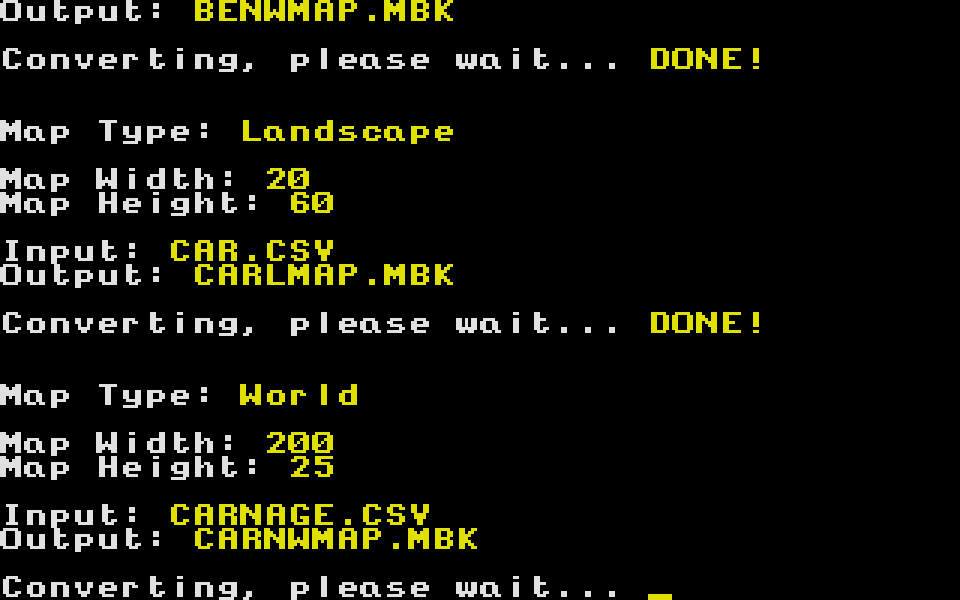 Output: BENWMAP.MBK
Converting, please wait... DONE!
Map Type: Landscape
Map Width: 20
Map Height: 60
Input: CAR.CSV
Output: CARLMAP.MBK
Converting, please wait... DONE!
Map Type: World
Map Width: 200
Map Height: 25
Input: CARNAGE.CSV
Output: CARNWMAP.MBK
Converting, please wait...